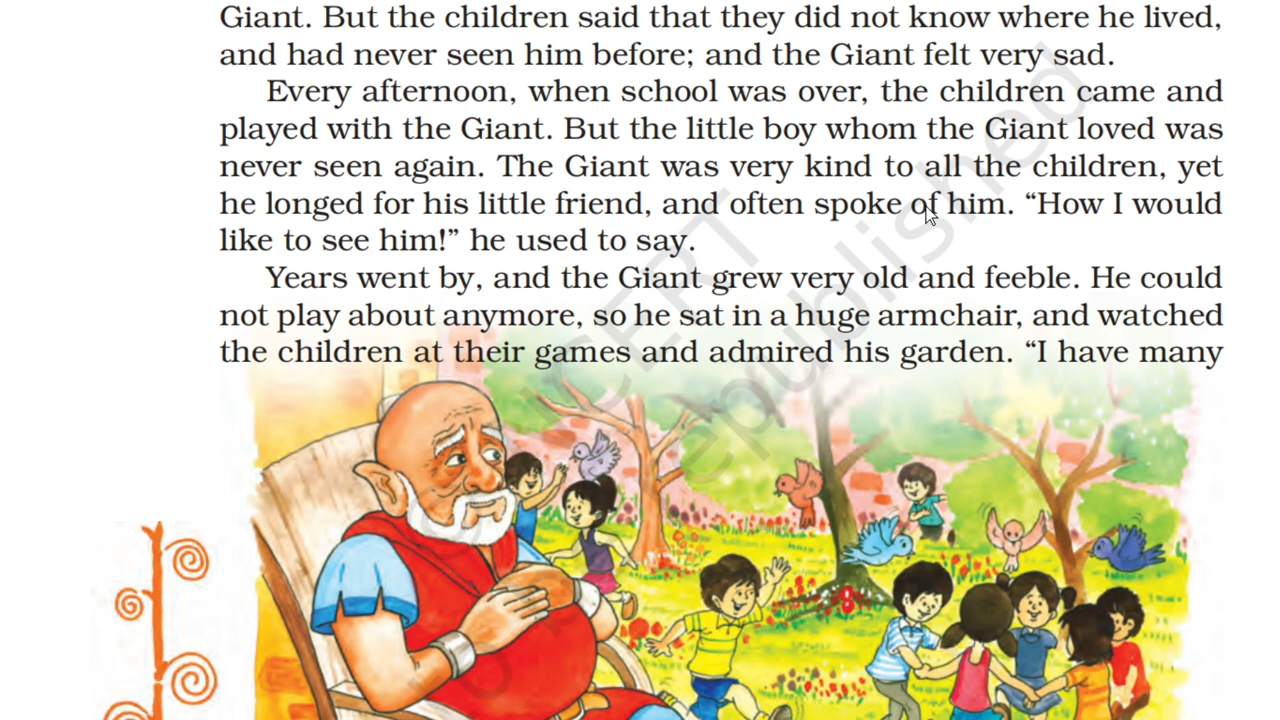 Giant. But the children said that they did not know where he lived,
and had never seen him before; and the Giant felt very sad.
Every afternoon, when school was over, the children came and
played with the Giant. But the little boy whom the Giant loved was
never seen again. The Giant was very kind to all the children, yet
he longed for his little friend, and often spoke of him. “How I would
like to see him!” he used to say.
Years went by, and the Giant grew very old and feeble. He could
not play about anymore, so he sat in a huge armchair, and watched
the children at their games and admired his garden. “I have many